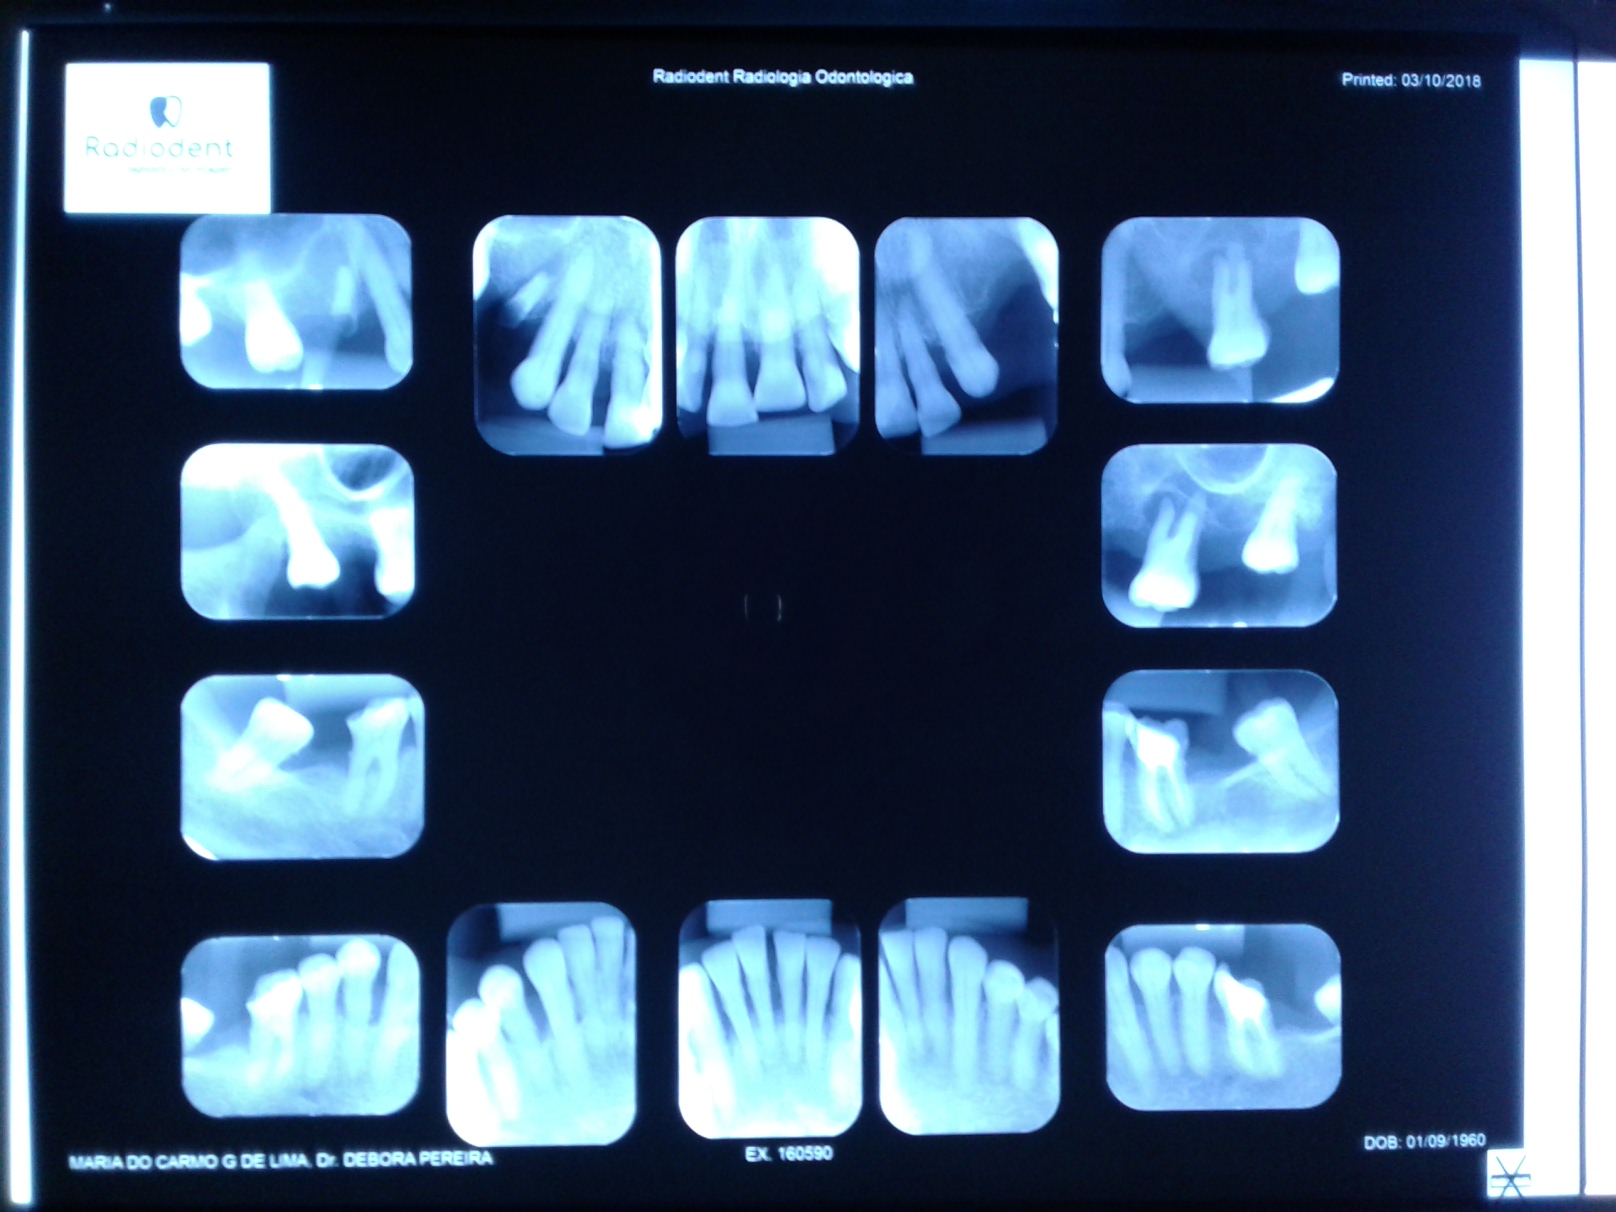 Radiodent Radiologia Odontologica
Printed: 03/10/2018
Radiodent
DOB: 01/09/1960
MARIA DO CARMO G DE LIMA, Dr. DEBORA PEREIRA
EX. 160590